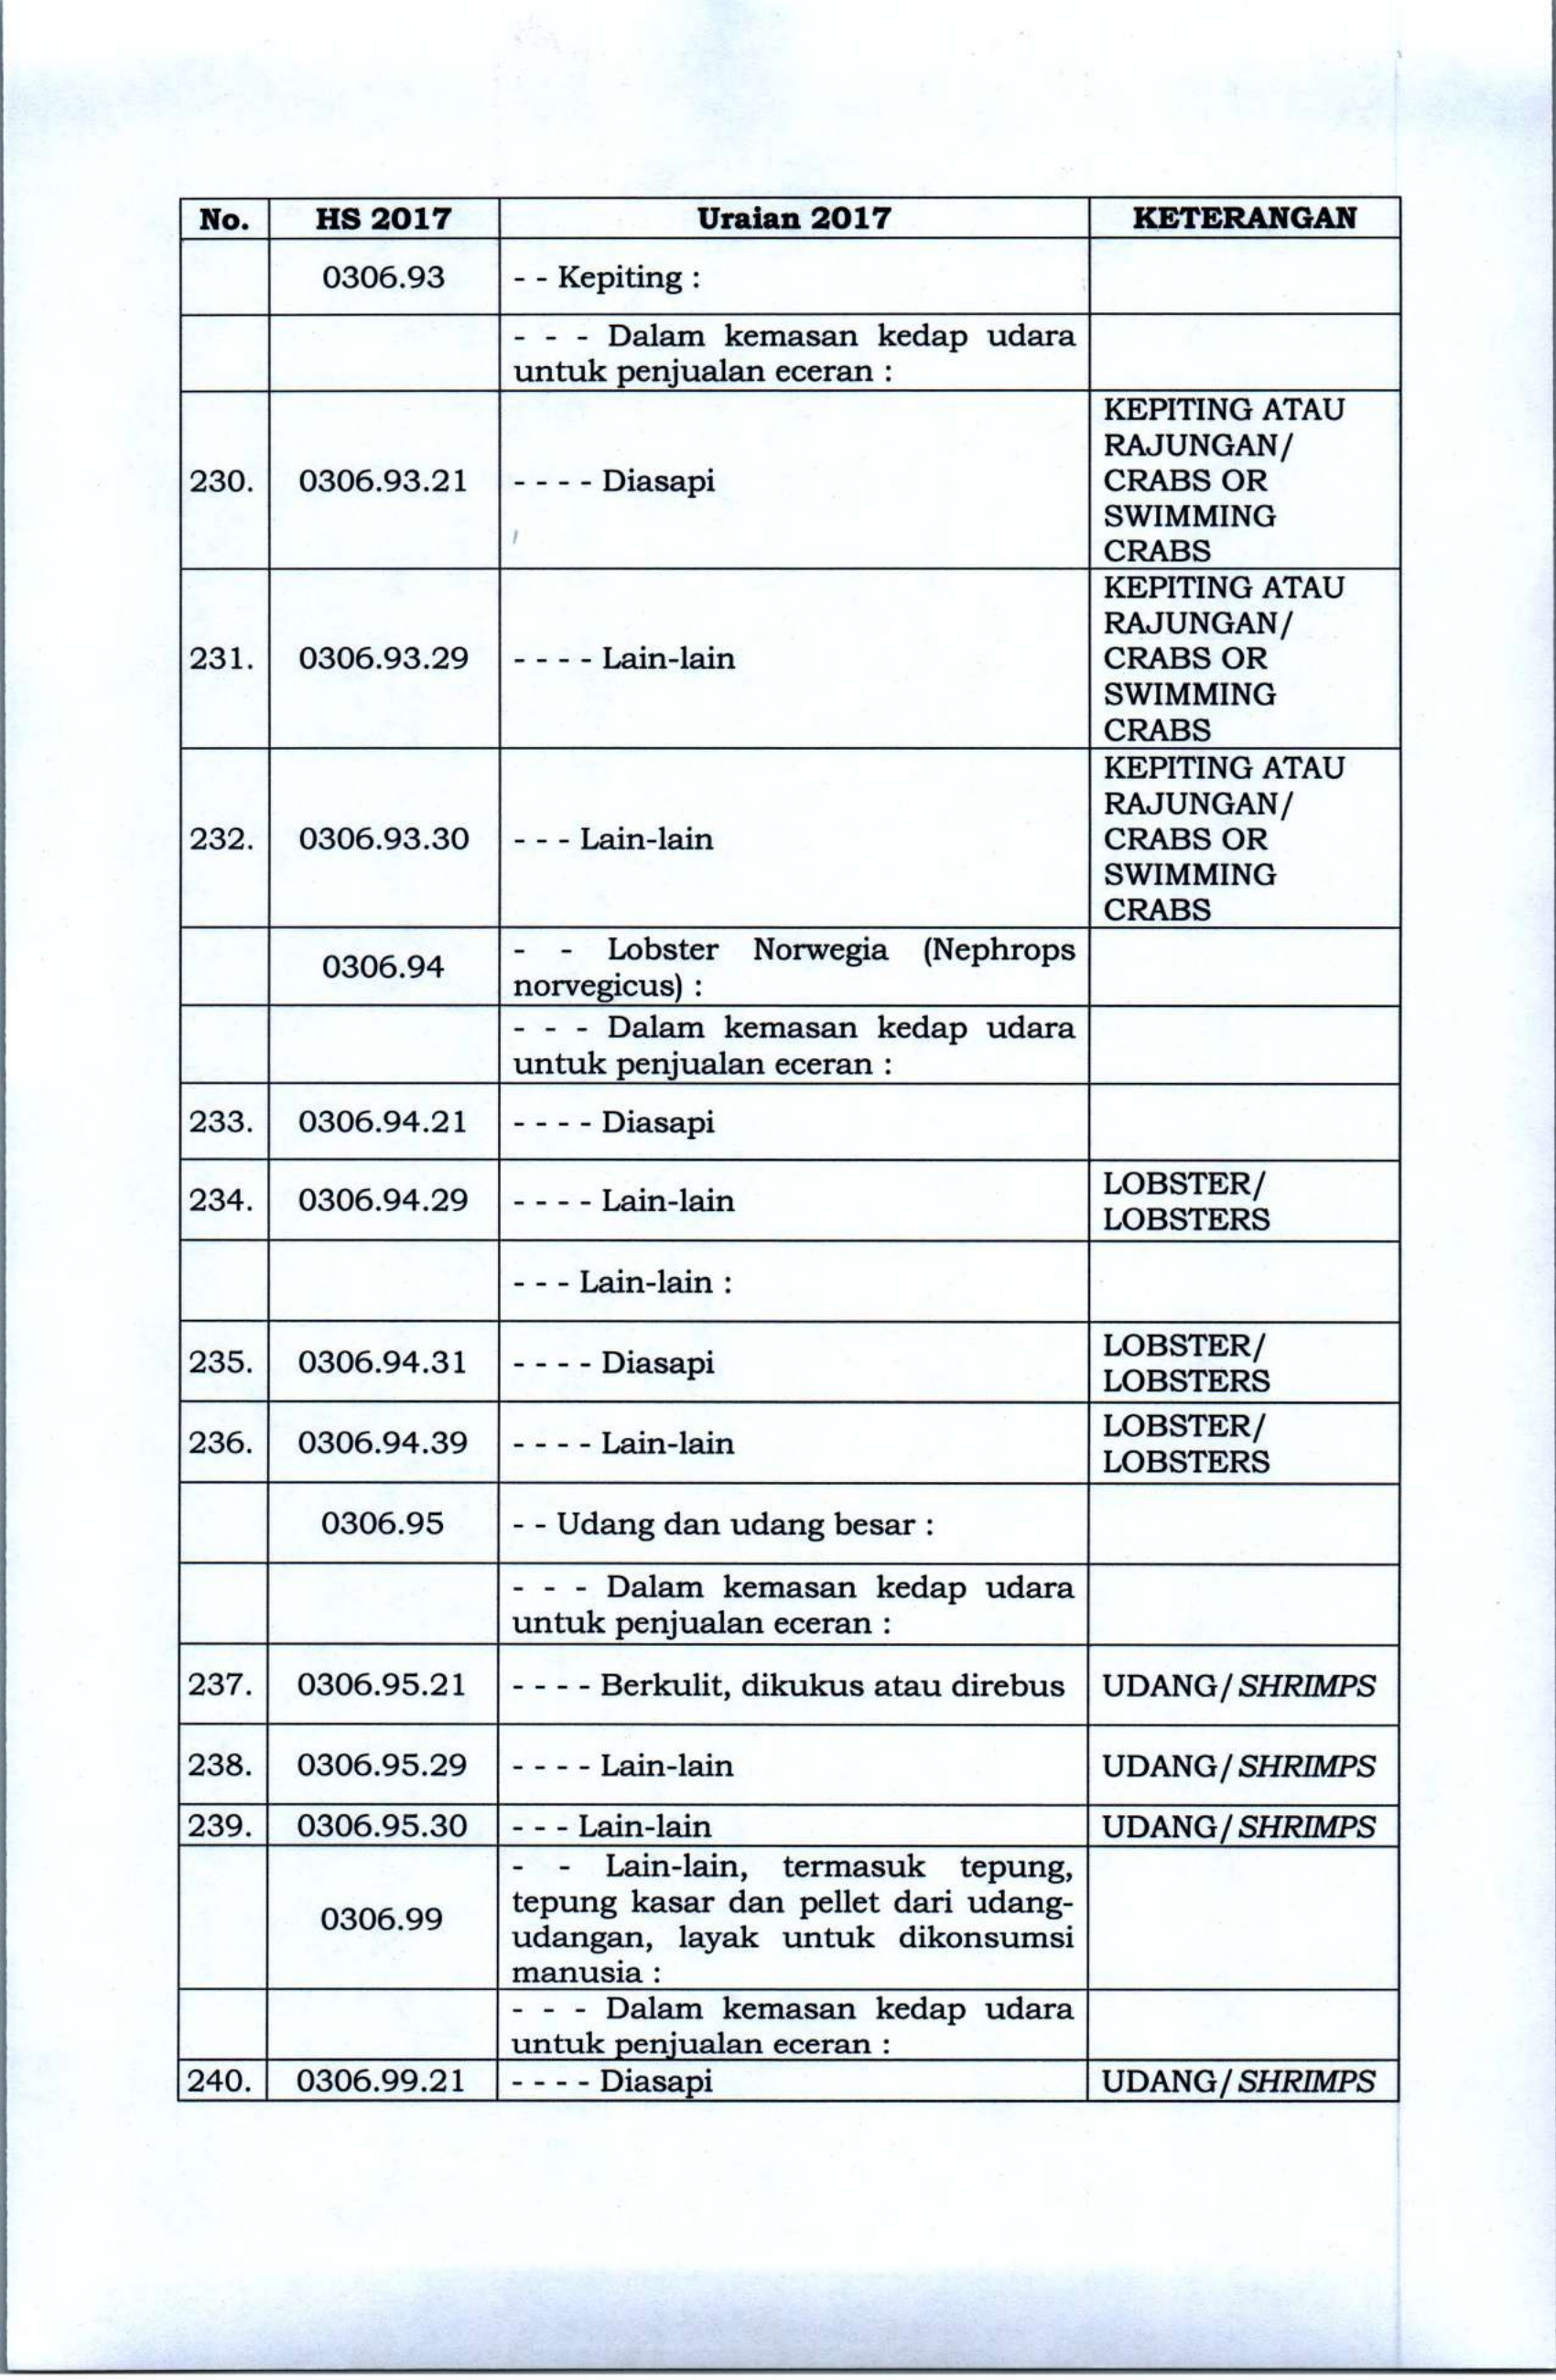 No. HS 2017 Uraian 2017 KETERANGAN
0306.93 - - Kepiting :
- - - Dalam kemasan kedap udara
untuk penjualan eceran :
230. 0306.93.21 - - - - Diasapi
KEPITING ATAU
RAJUNGAN/
CRABS OR
SWIMMING
CRABS
231. 0306.93.29 - - - - Lain-lain
KEPITING ATAU
RAJUNGAN/
CRABS OR
SWIMMING
CRABS
232. 0306.93.30 - - - Lain-lain
KEPITING ATAU
RAJUNGAN/
CRABS OR
SWIMMING
CRABS
0306.94
- - Lobster Norwegia (Nephrops
norvegicus) :
- - - Dalam kemasan kedap udara
untuk penjualan eceran :
233. 0306.94.21 - - - - Diasapi
234. 0306.94.29 - - - - Lain-lain
LOBSTER/
LOBSTERS
- - - Lain-lain :
235. 0306.94.31 - - - - Diasapi
LOBSTER/
LOBSTERS
236. 0306.94.39 - - - - Lain-lain
LOBSTER/
LOBSTERS
0306.95 - - Udang dan udang besar :
- - - Dalam kemasan kedap udara
untuk penjualan eceran :
237. 0306.95.21 - - - - Berkulit, dikukus atau direbus UDANG/SHRIMPS
238. 0306.95.29 - - - - Lain-lain UDANG/SHRIMPS
239. 0306.95.30 - - - Lain-lain UDANG/SHRIMPS
0306.99
- - Lain-lain, termasuk tepung,
tepung kasar dan pellet dari udang-
udangan, layak untuk dikonsumsi
manusia :
- - - Dalam kemasan kedap udara
untuk penjualan eceran :
240. 0306.99.21 - - - - Diasapi UDANG/SHRIMPS